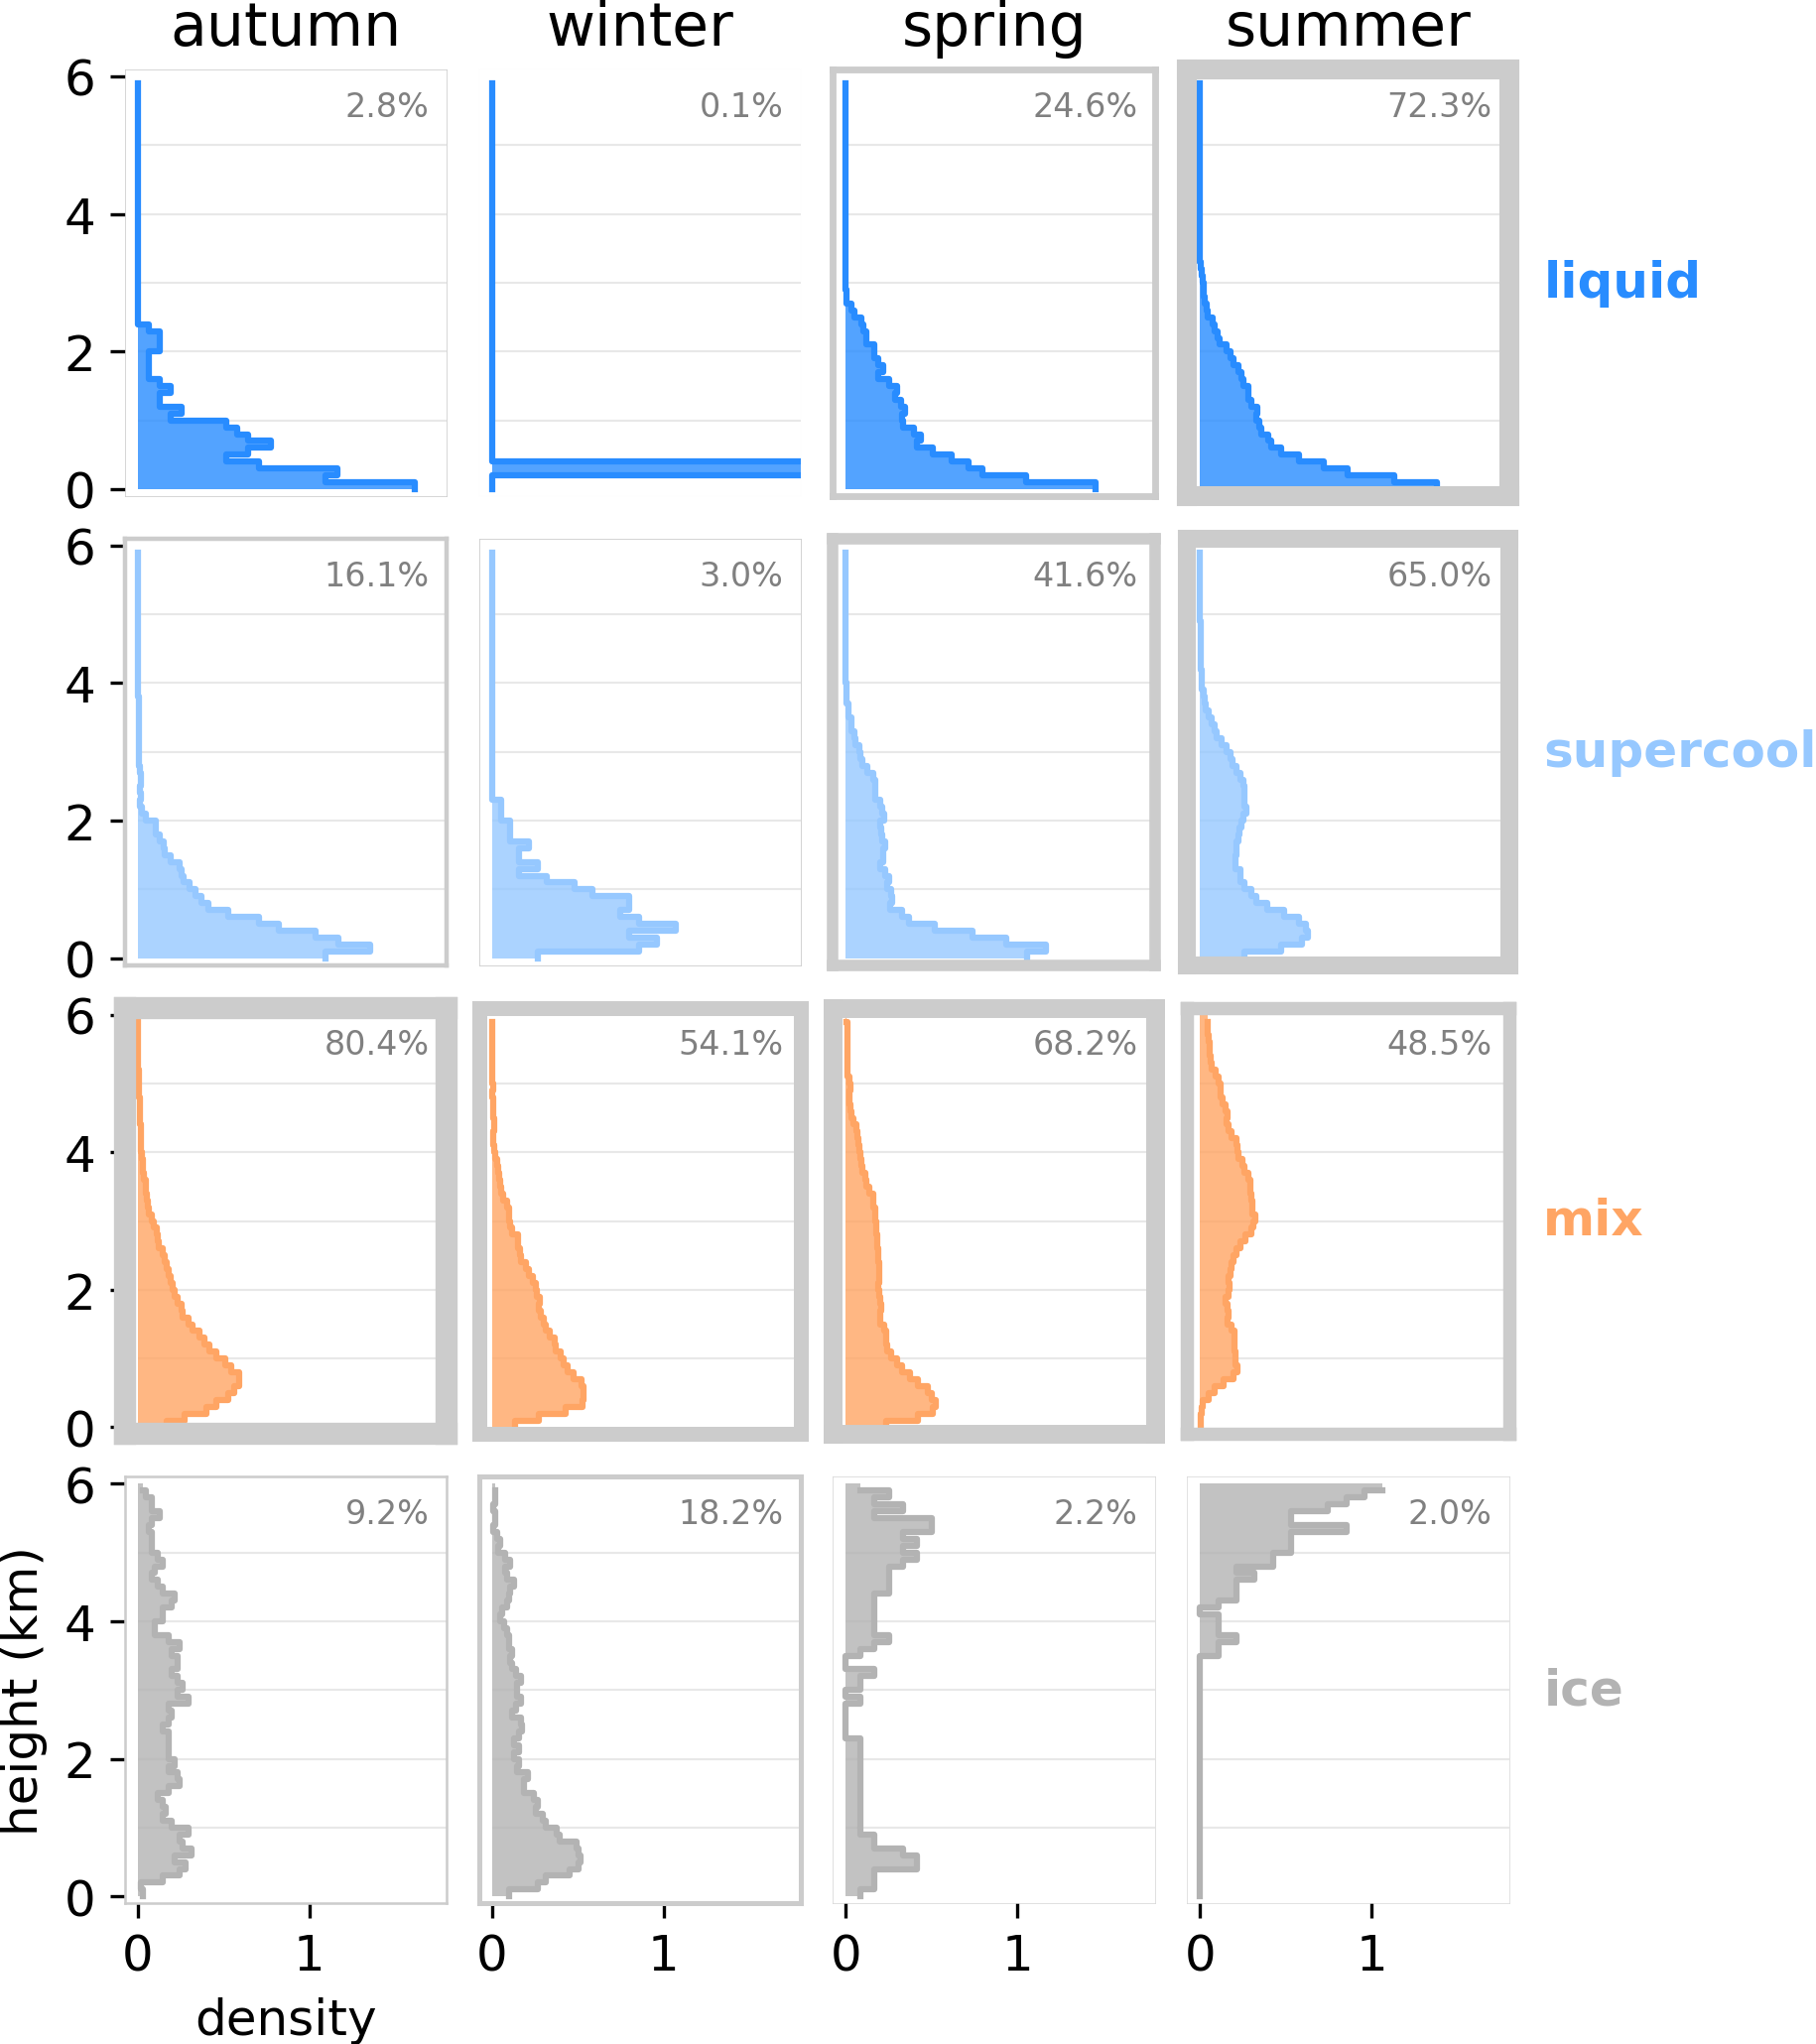 autumn winter spring summer
6 4 2 0 2.8% 0.1% 24.6% 72.3% liquid
6 4 2 0 16.1% 3.0% 41.6% 65.0% supercool
6 4 2 0 80.4% 54.1% 68.2% 48.5% mix
6 4 2 0 9.2% 18.2% 2.2% 2.0% ice
height (km)
0 1 0 1 0 1 0 1
density